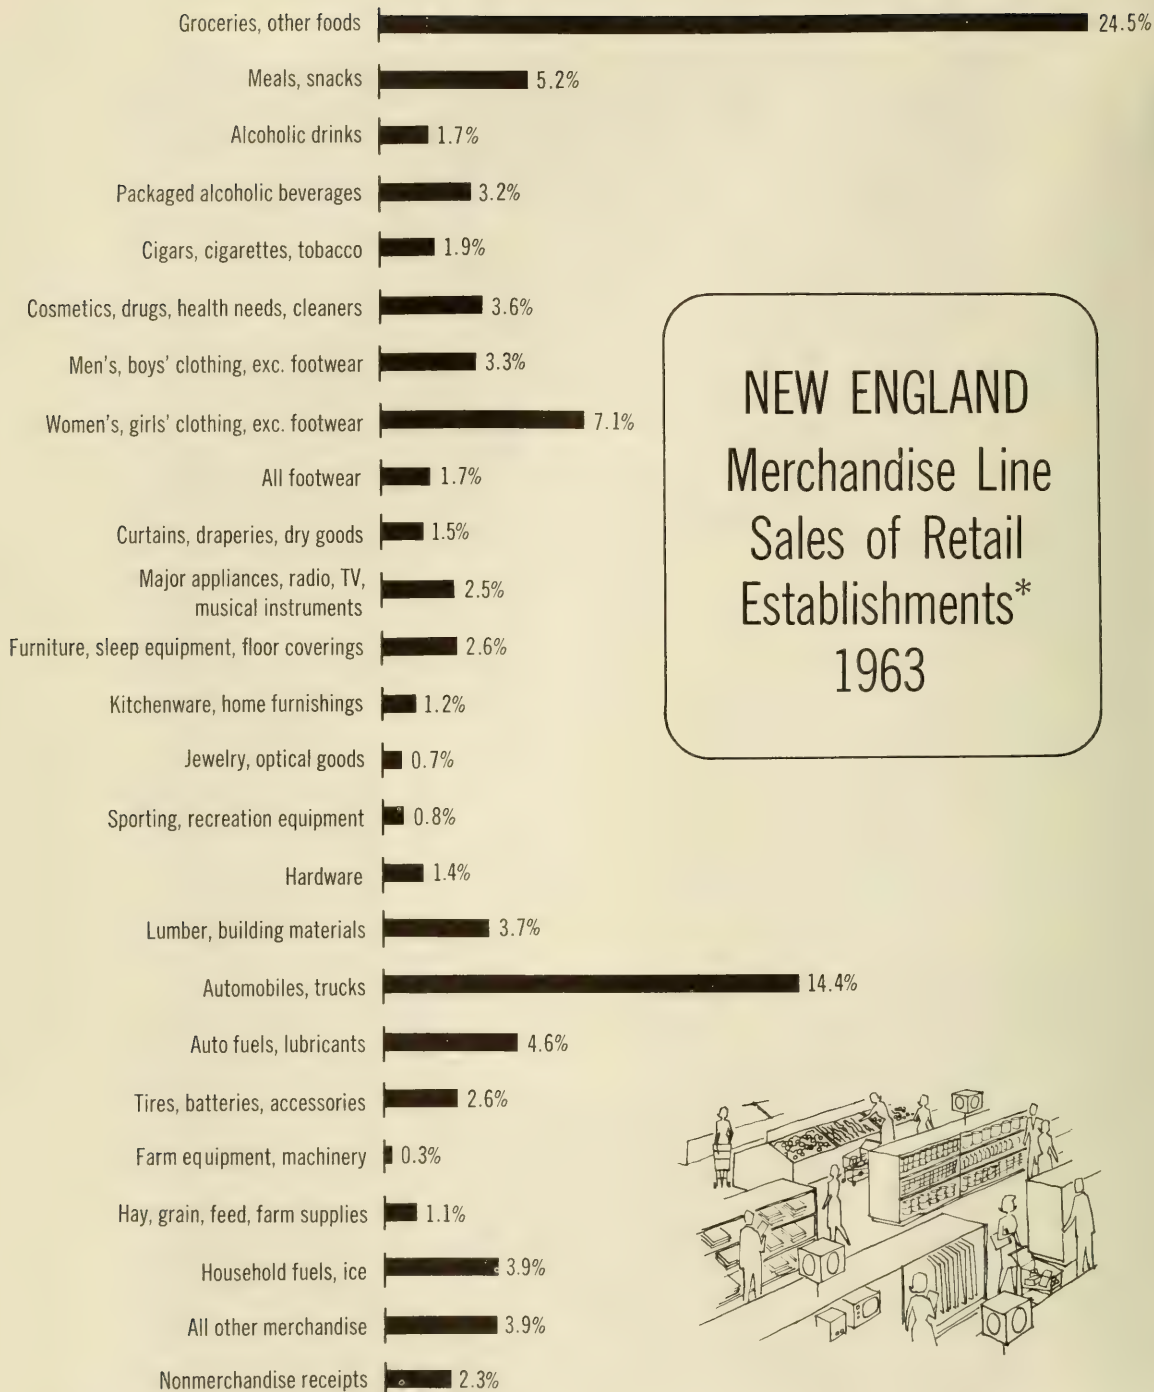 Groceries, other foods 24.5%
Meals, snacks 5.2%
Alcoholic drinks 1.7%
Packaged alcoholic beverages 3.2%
Cigars, cigarettes, tobacco 1.9%
Cosmetics, drugs, health needs, cleaners 3.6%
Men's, boys' clothing, exc. footwear 3.3%
Women's, girls' clothing, exc. footwear 7.1%
All footwear 1.7%
Curtains, draperies, dry goods 1.5%
Major appliances, radio, TV,
musical instruments 2.5%
Furniture, sleep equipment, floor coverings 2.6%
Kitchenware, home furnishings 1.2%
Jewelry, optical goods 0.7%
Sporting, recreation equipment 0.8%
Hardware 1.4%
Lumber, building materials 3.7%
Automobiles, trucks 14.4%
Auto fuels, lubricants 4.6%
Tires, batteries, accessories 2.6%
Farm equipment, machinery 0.3%
Hay, grain, feed, farm supplies 1.1%
Household fuels, ice 3.9%
All other merchandise 3.9%
Nonmerchandise receipts 2.3%
NEW ENGLAND
Merchandise Line
Sales of Retail
Establishments*
1963